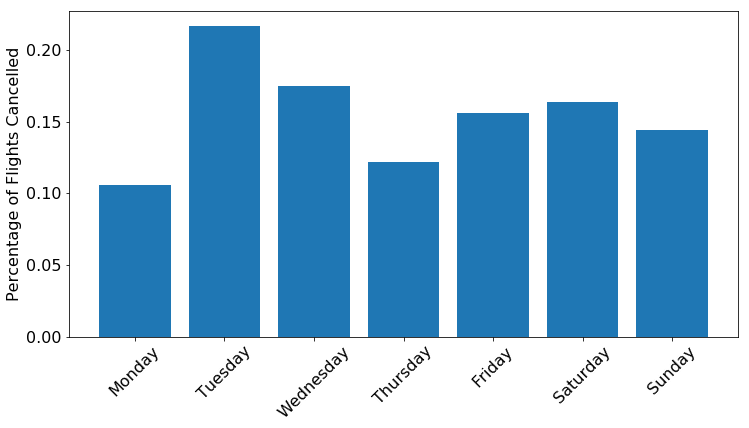 Percentage of Flights Cancelled
0.20
0.15
0.10
0.05
0.00
Monday
Tuesday
Wednesday
Thursday
Friday
Saturday
Sunday